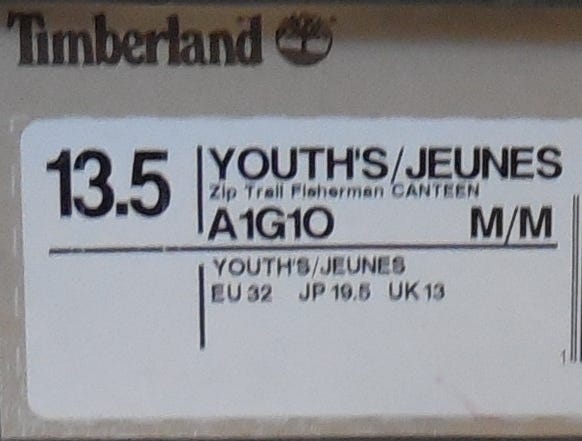 Timberland
13.5
YOUTH'S/JEUNES
Zip Trail Fisherman CANTEEN
A1G1O M/M
YOUTH'S/JEUNES
EU 32 JP 19.5 UK 13
1